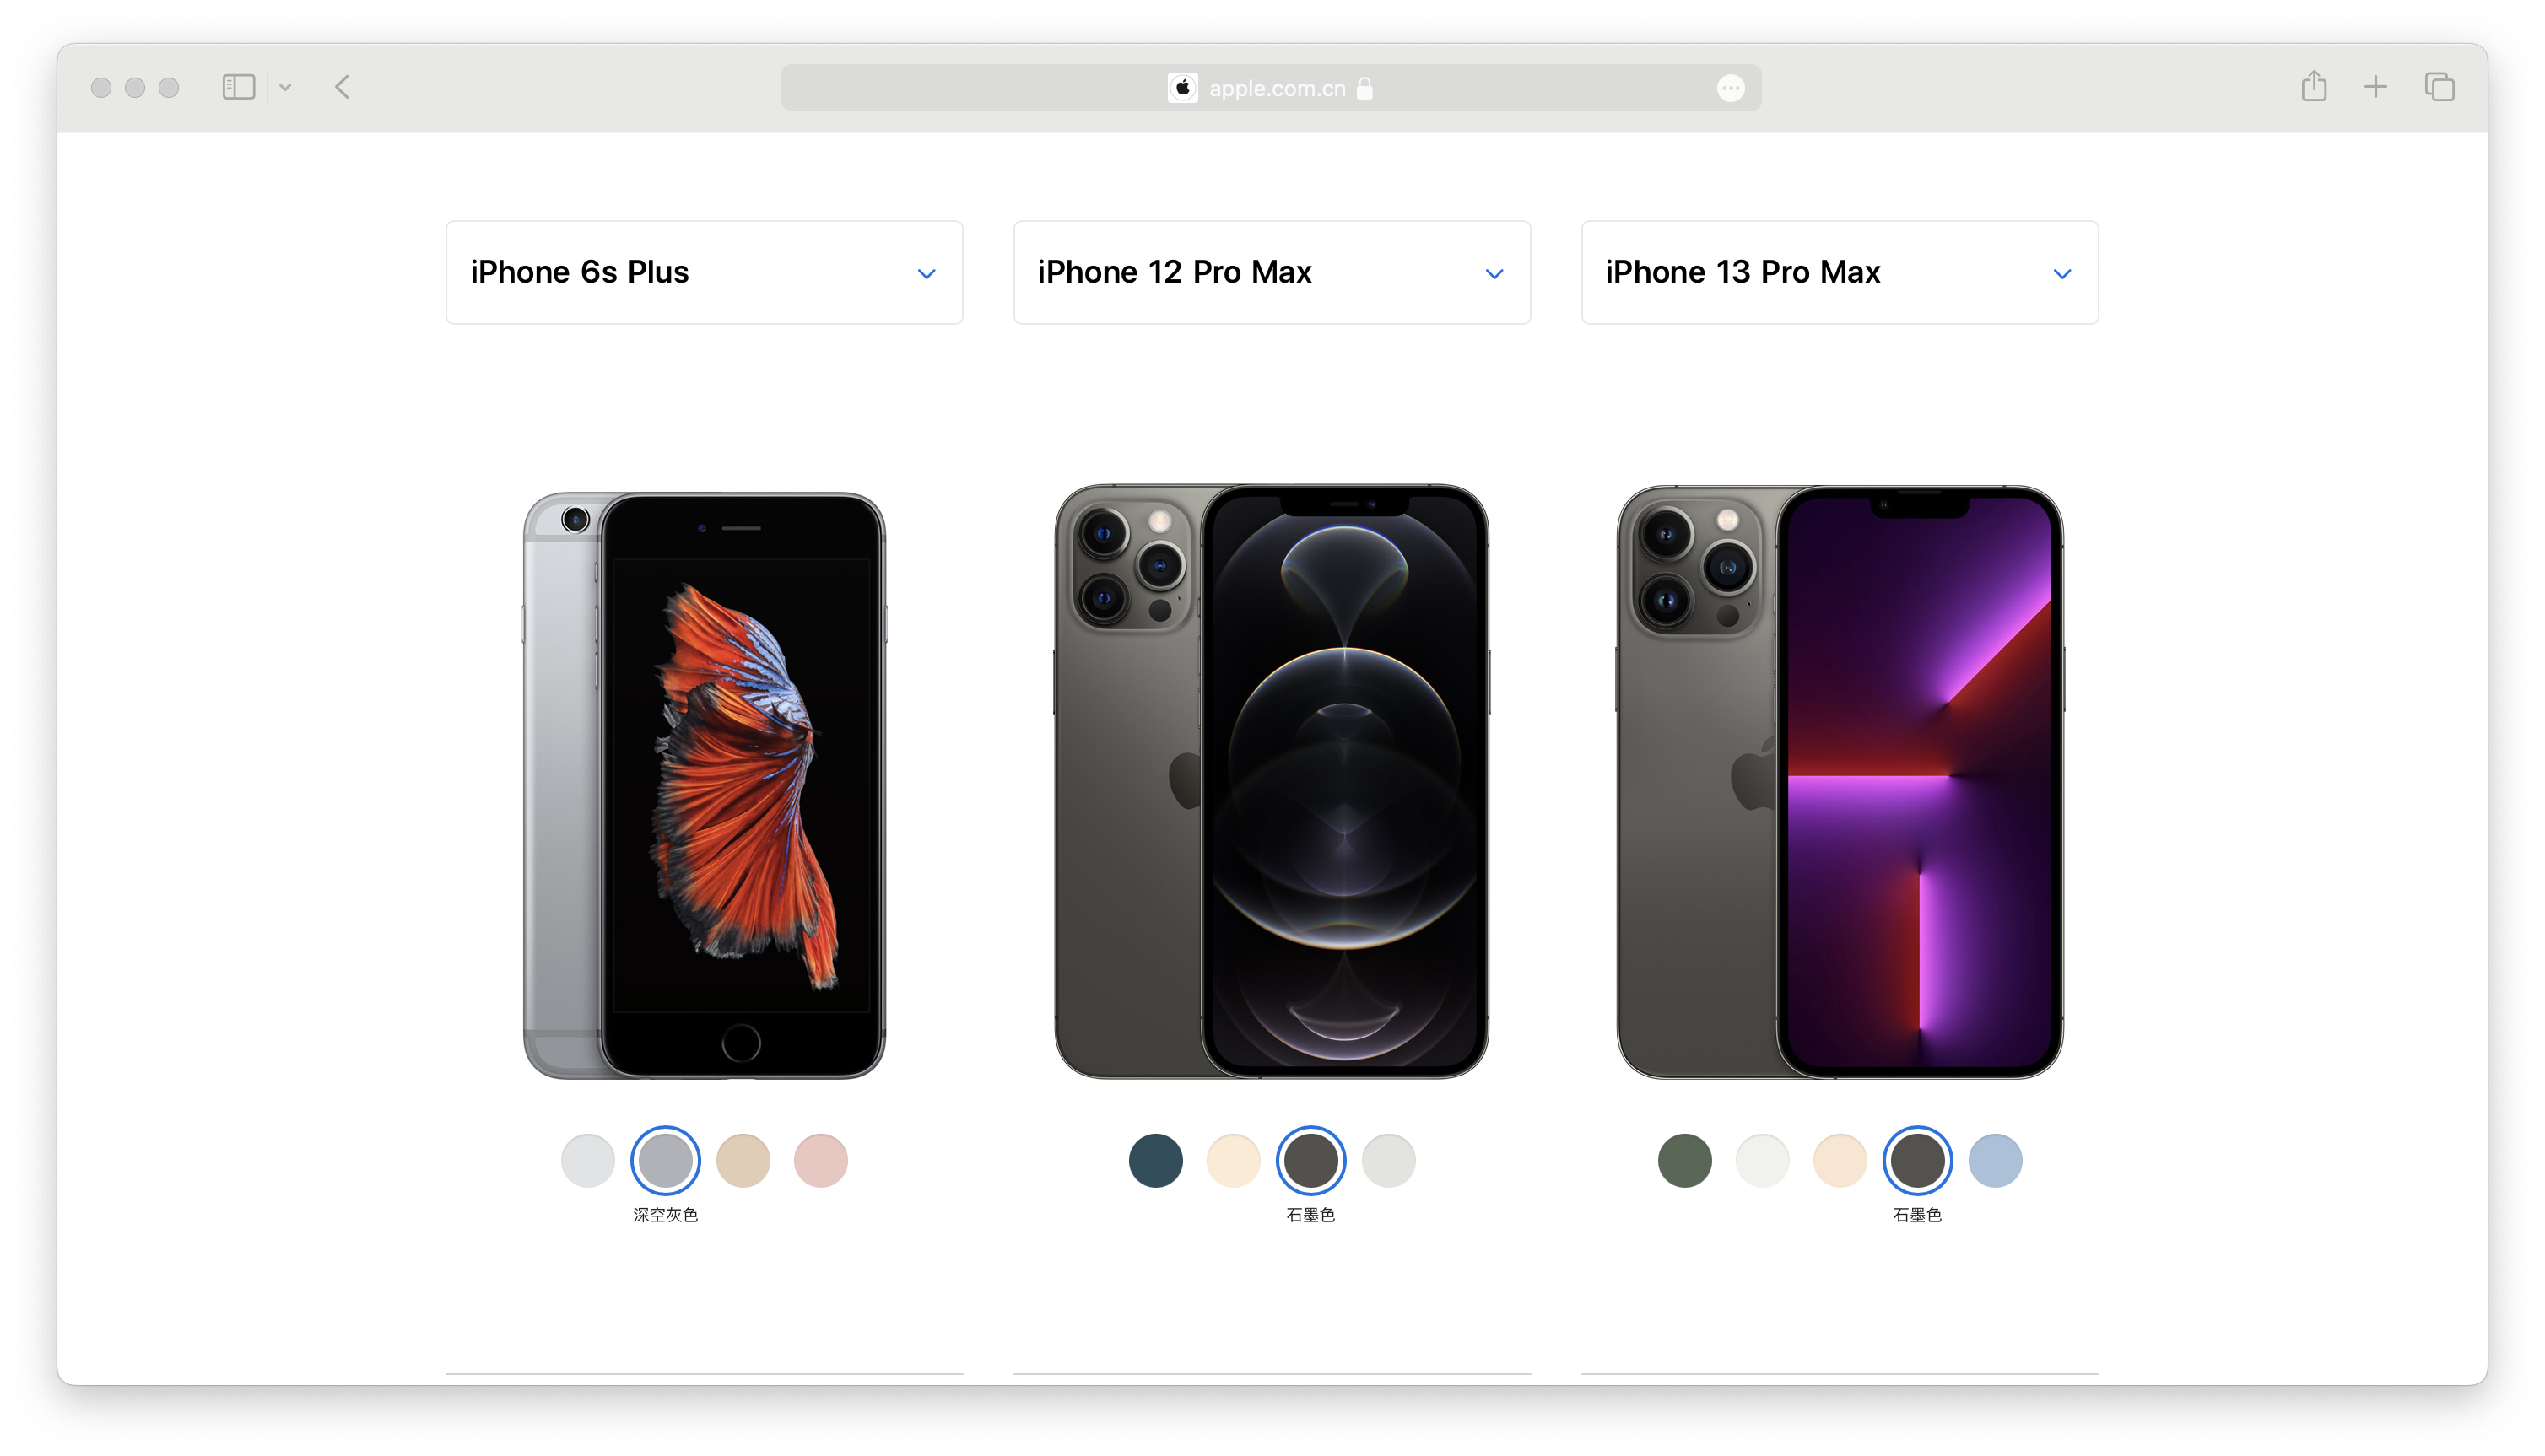 apple.com.cn
iPhone 6s Plus
iPhone 12 Pro Max
iPhone 13 Pro Max
深空灰色
石墨色
石墨色